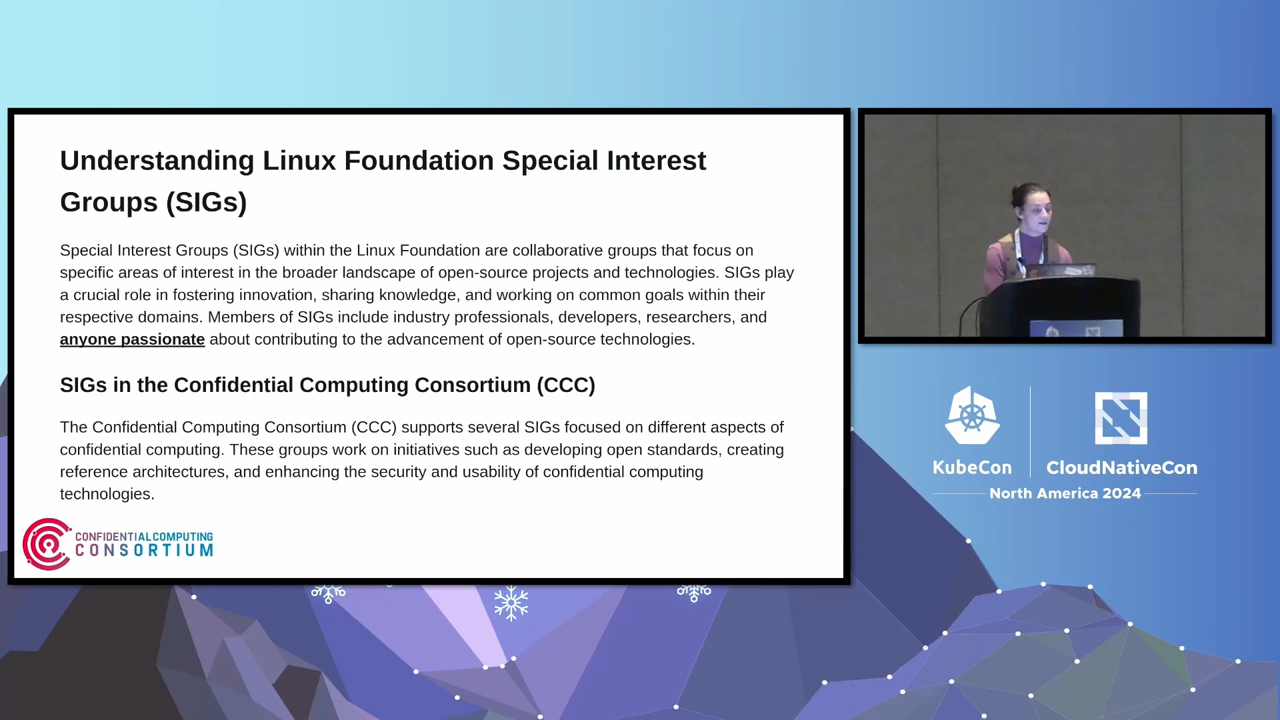 Understanding Linux Foundation Special Interest
Groups (SIGs)
Special Interest Groups (SIGs) within the Linux Foundation are collaborative groups that focus on
specific areas of interest in the broader landscape of open-source projects and technologies. SIGs play
a crucial role in fostering innovation, sharing knowledge, and working on common goals within their
respective domains. Members of SIGs include industry professionals, developers, researchers, and
anyone passionate about contributing to the advancement of open-source technologies.
SIGs in the Confidential Computing Consortium (CCC)
The Confidential Computing Consortium (CCC) supports several SIGs focused on different aspects of
confidential computing. These groups work on initiatives such as developing open standards, creating
reference architectures, and enhancing the security and usability of confidential computing
technologies.
CONFIDENTIAL COMPUTING
CONSORTIUM
KubeCon
CloudNativeCon
North America 2024